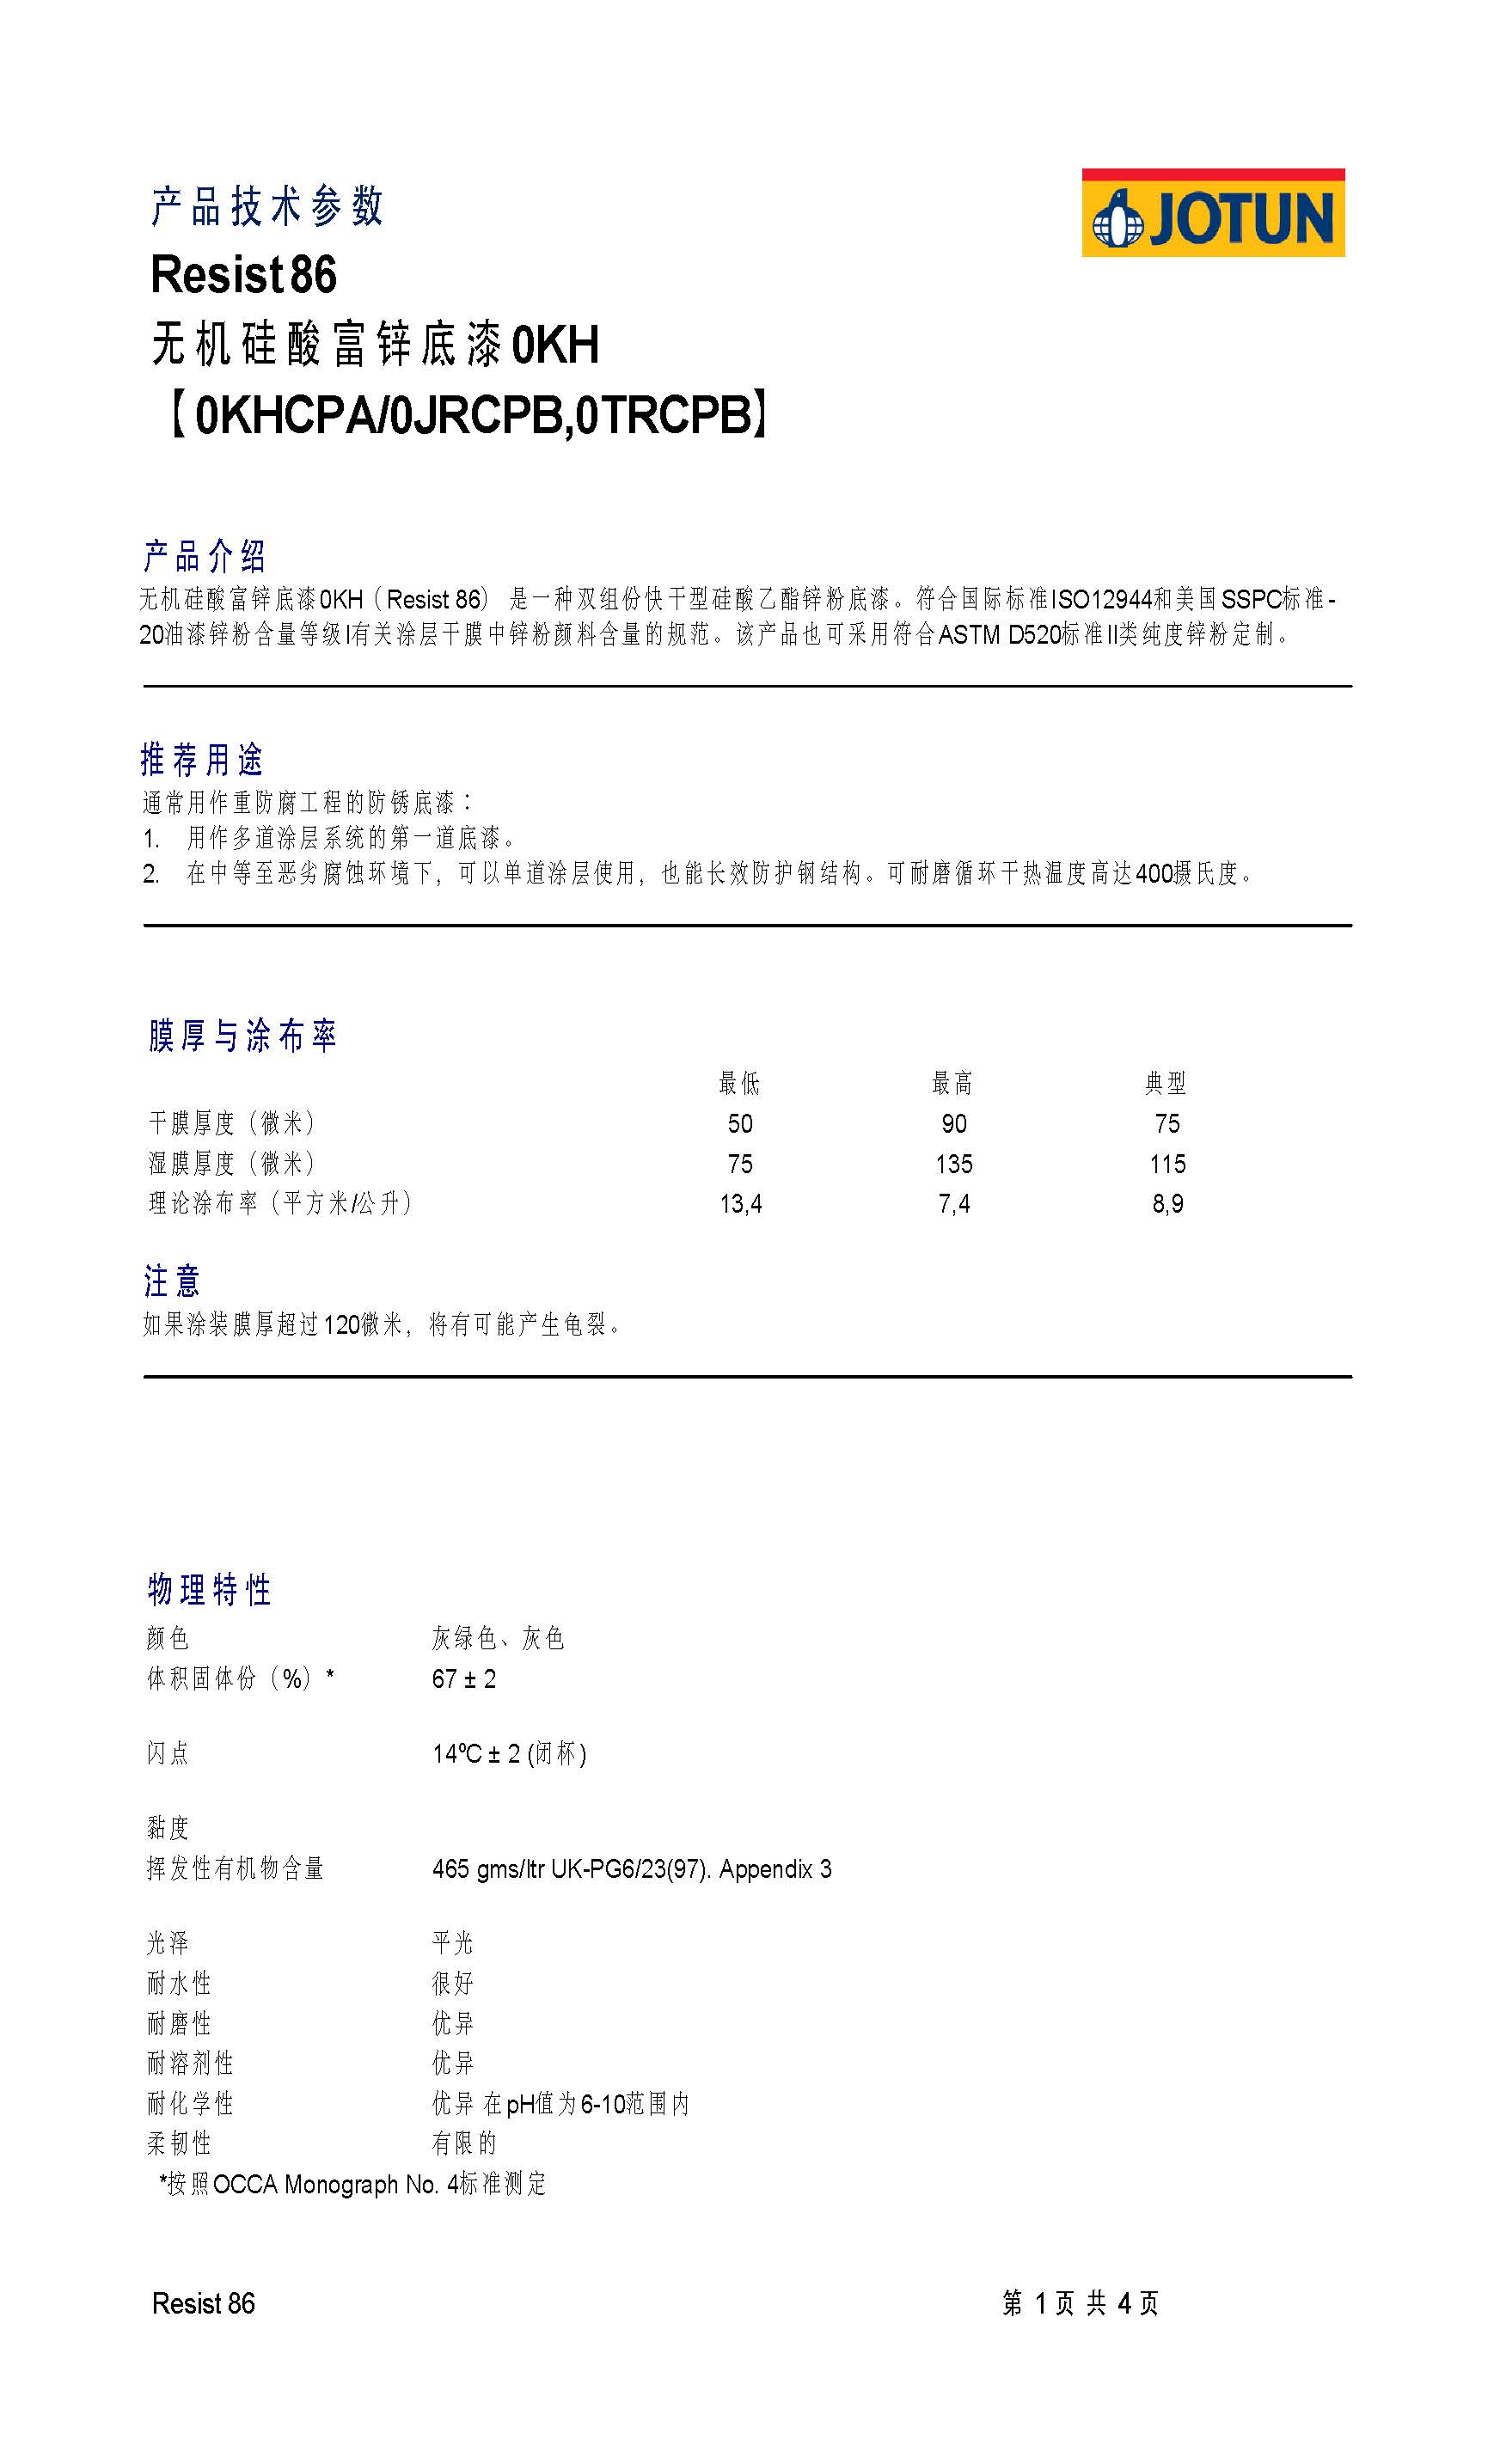 产品技术参数
JOTUN
Resist 86
无机硅酸富锌底漆0KH
【0KHCPA/0JRCPB,0TRCPB】
产品介绍
无机硅酸富锌底漆0KH（Resist 86） 是一种双组份快干型硅酸乙酯锌粉底漆。符合国际标准ISO12944和美国SSPC标准-
20油漆锌粉含量等级I有关涂层干膜中锌粉颜料含量的规范。该产品也可采用符合ASTM D520标准II类纯度锌粉定制。
推荐用途
通常用作重防腐工程的防锈底漆：
1. 用作多道涂层系统的第一道底漆。
2. 在中等至恶劣腐蚀环境下，可以单道涂层使用，也能长效防护钢结构。可耐磨循环干热温度高达400摄氏度。
膜厚与涂布率
最低 最高 典型
干膜厚度（微米） 50 90 75
湿膜厚度（微米） 75 135 115
理论涂布率（平方米/公升） 13,4 7,4 8,9
注意
如果涂装膜厚超过120微米，将有可能产生龟裂。
物理特性
颜色 灰绿色、灰色
体积固体份（%）* 67 ± 2
闪点 14ºC ± 2 (闭杯)
黏度
挥发性有机物含量 465 gms/ltr UK-PG6/23(97). Appendix 3
光泽 平光
耐水性 很好
耐磨性 优异
耐溶剂性 优异
耐化学性 优异 在pH值为6-10范围内
柔韧性 有限的
*按照OCCA Monograph No. 4标准测定
Resist 86 第 1页 共 4 页